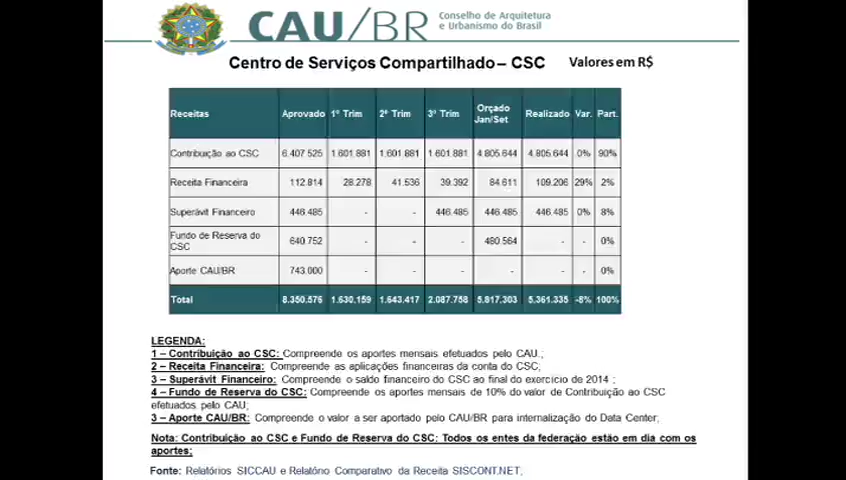 CAU/BR Conselho de Arquitetura
e Urbanismo do Brasil
Centro de Serviços Compartilhado – CSC Valores em R$
Receitas Aprovado 1º Trim 2º Trim 3º Trim Orçado Jan/Set Realizado Var. Part.
Contribuição ao CSC 6.407.525 1.601.881 1.601.881 1.601.881 4.805.644 4.805.644 0% 90%
Receita Financeira 112.814 28.278 41.536 39.392 84.611 109.206 29% 2%
Superávit Financeiro 446.485 - - 446.485 446.485 446.485 0% 8%
Fundo de Reserva do CSC 640.752 - - - 480.564 - - 0%
Aporte CAU/BR 743.000 - - - - - - 0%
Total 8.350.576 1.630.159 1.643.417 2.087.758 5.817.303 5.361.335 -8% 100%
LEGENDA:
1 – Contribuição ao CSC: Compreende os aportes mensais efetuados pelo CAU.;
2 – Receita Financeira: Compreende as aplicações financeiras da conta do CSC;
3 – Superávit Financeiro: Compreende o saldo financeiro do CSC ao final do exercício de 2014 ;
4 – Fundo de Reserva do CSC: Compreende os aportes mensais de 10% do valor de Contribuição ao CSC
efetuados pelo CAU;
3 – Aporte CAU/BR: Compreende o valor a ser aportado pelo CAU/BR para internalização do Data Center;
Nota: Contribuição ao CSC e Fundo de Reserva do CSC: Todos os entes da federação estão em dia com os
aportes;
Fonte: Relatórios SICCAU e Relatório Comparativo da Receita SISCONT.NET;